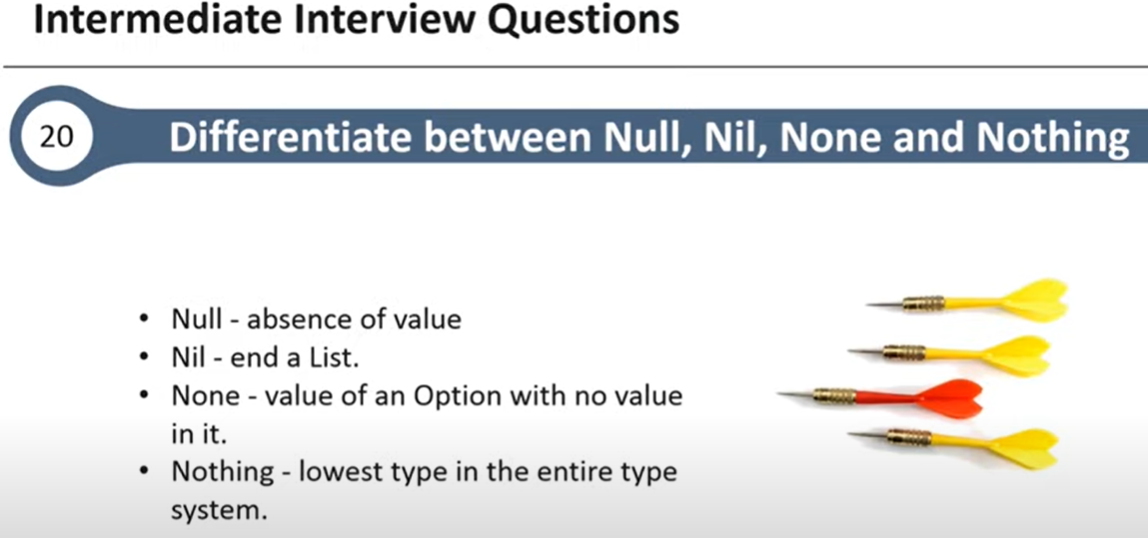 Intermediate Interview Questions
20
Differentiate between Null, Nil, None and Nothing
• Null - absence of value
• Nil - end a List.
• None - value of an Option with no value
in it.
• Nothing - lowest type in the entire type
system.